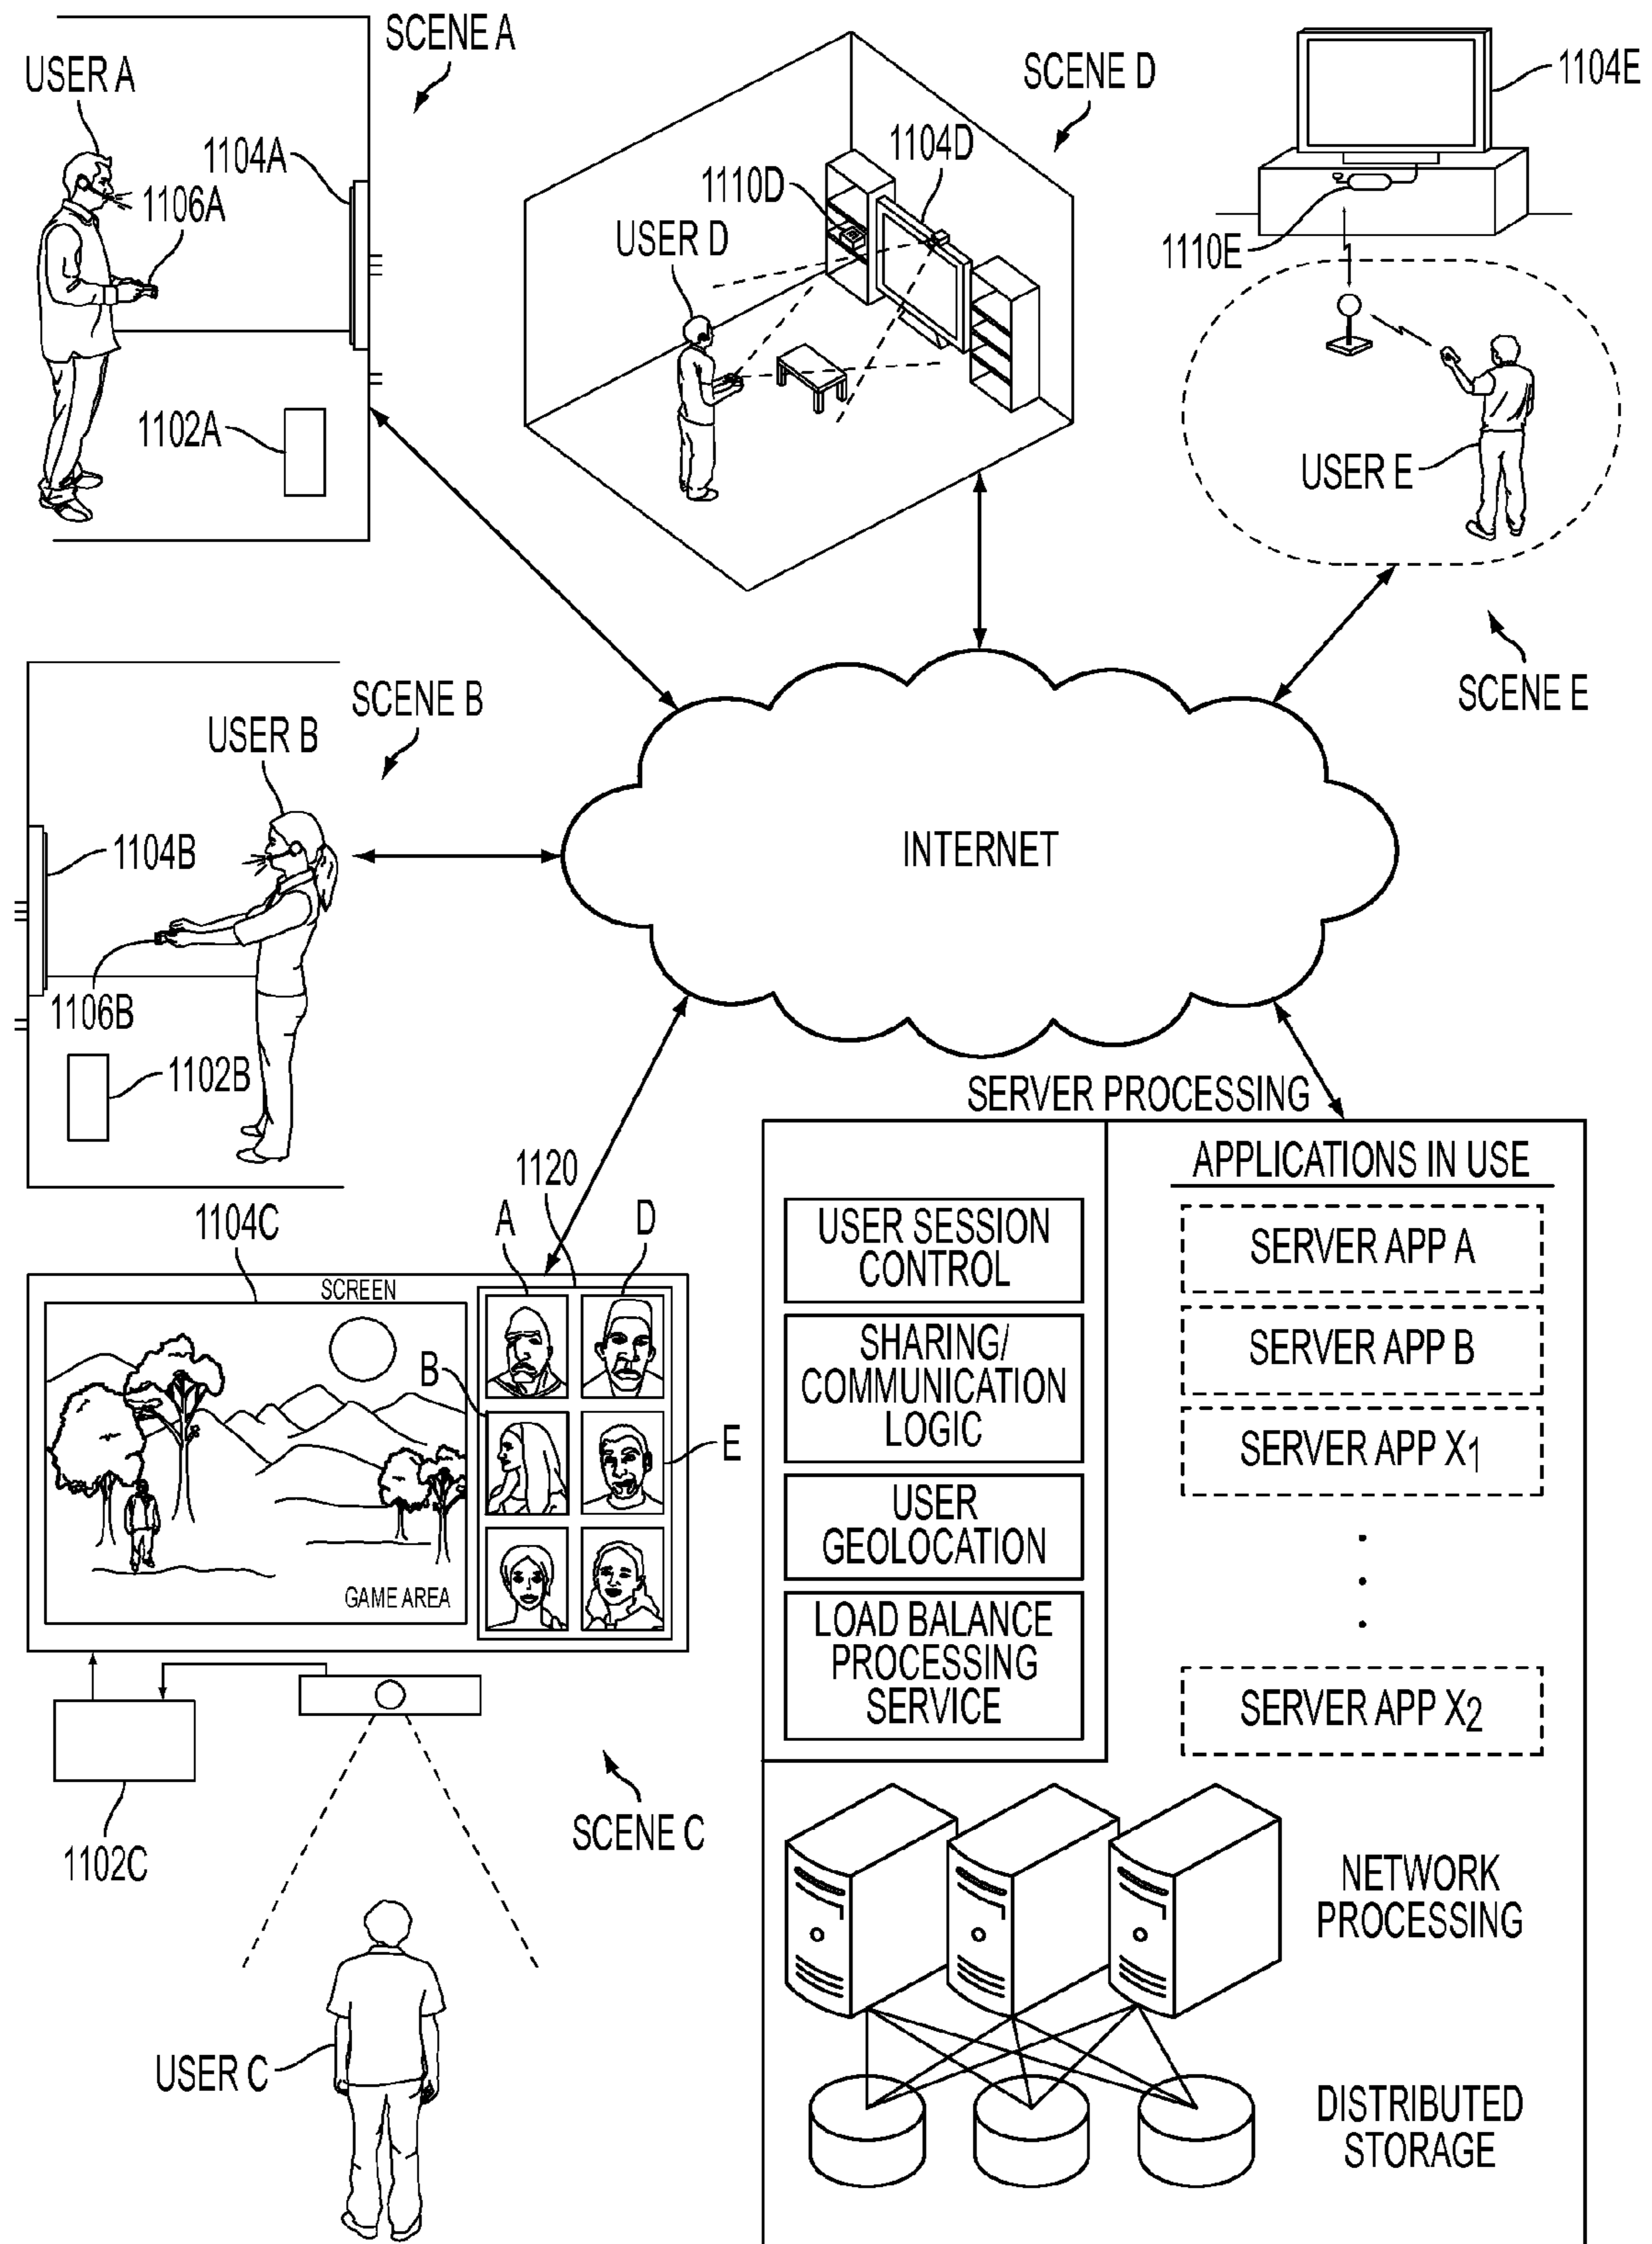 SCENE A
USER A
1104A
1106A
1102A
SCENE D
1104D
1110D
USER D
1104E
1110E
USER E
SCENE E
SCENE B
USER B
1104B
1106B
1102B
INTERNET
SERVER PROCESSING
1120
A
D
1104C
SCREEN
B
E
GAME AREA
1102C
SCENE C
USER C
USER SESSION
CONTROL
SHARING/
COMMUNICATION
LOGIC
USER
GEOLOCATION
LOAD BALANCE
PROCESSING
SERVICE
APPLICATIONS IN USE
SERVER APP A
SERVER APP B
SERVER APP X1
SERVER APP X2
NETWORK
PROCESSING
DISTRIBUTED
STORAGE